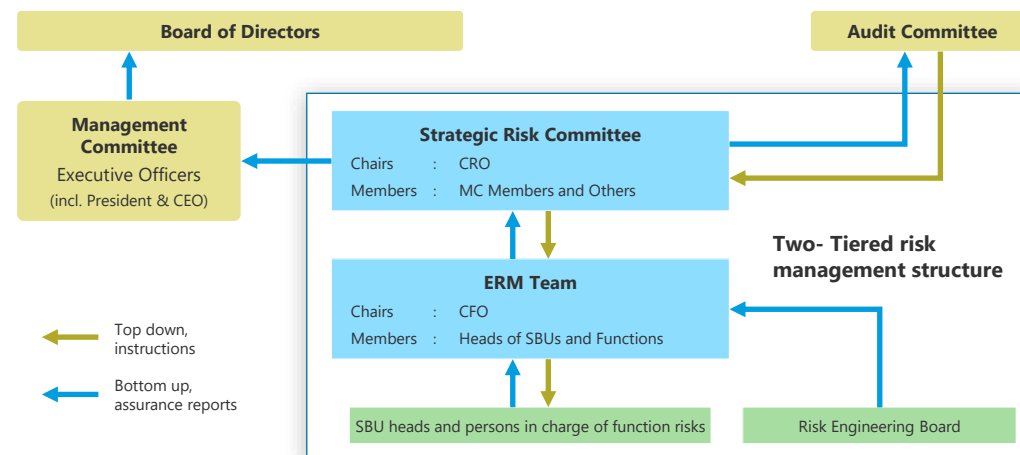 Board of Directors
Audit Committee
Management
Committee
Executive Officers
(incl. President & CEO)
Strategic Risk Committee
Chairs : CRO
Members : MC Members and Others
Two- Tiered risk
management structure
ERM Team
Chairs : CFO
Members : Heads of SBUs and Functions
Top down,
instructions
Bottom up,
assurance reports
SBU heads and persons in charge of function risks
Risk Engineering Board